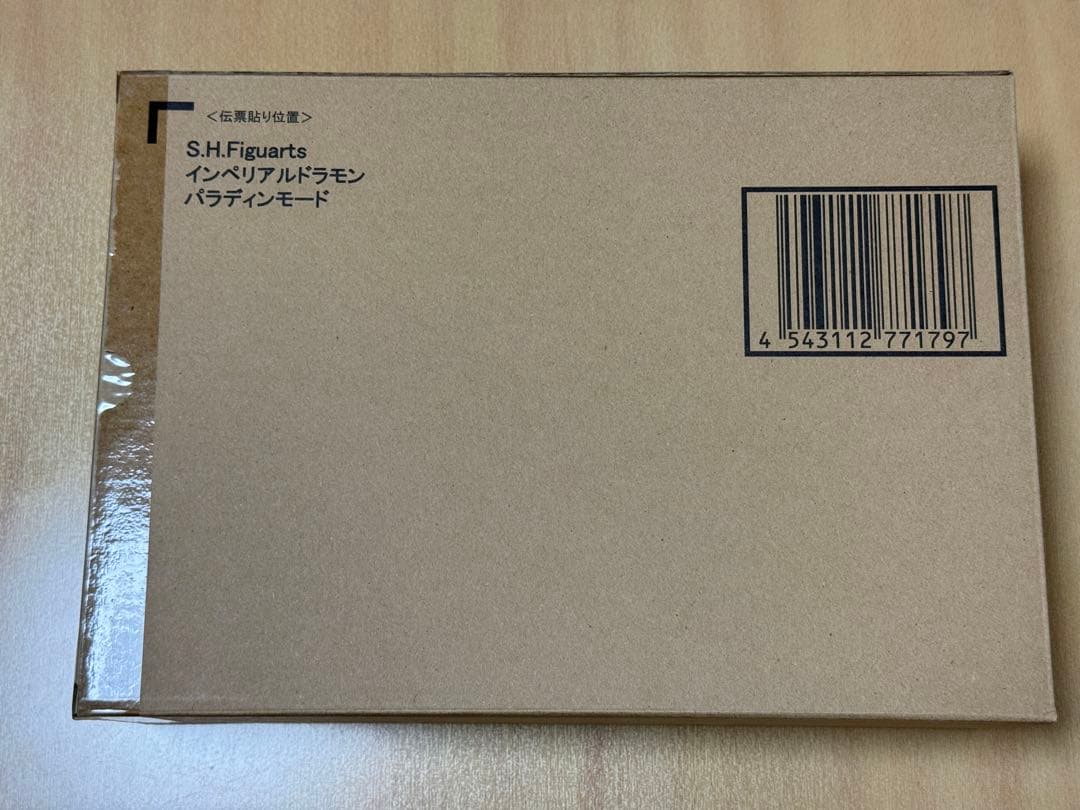 ＜伝票貼り位置＞
S.H.Figuarts
インペリアルドラモン
パラディンモード
4 543112 771797